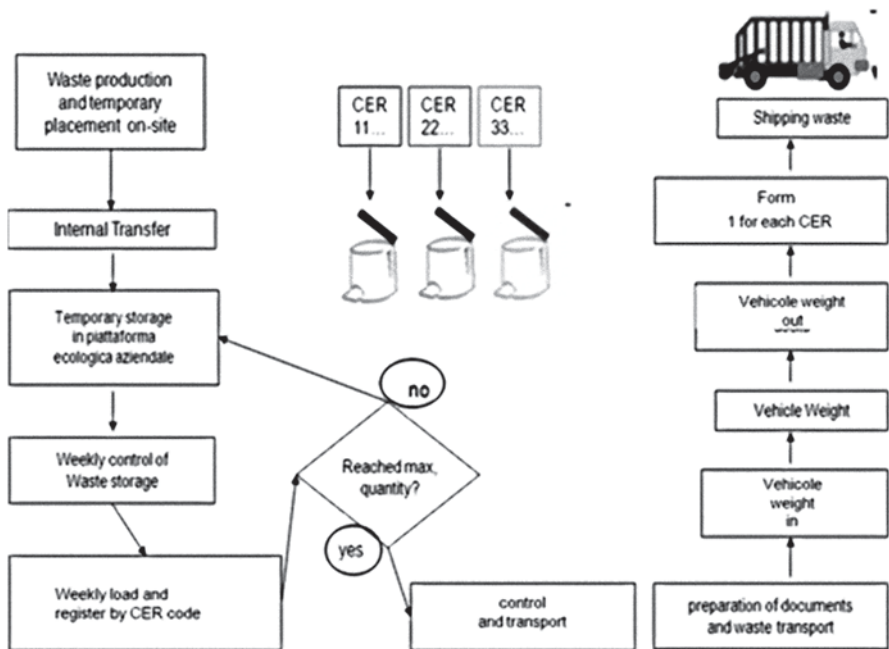 Waste production
and temporary
placement on-site
Internal Transfer
Temporary storage
in piattaforma
ecologica aziendale
Weekly control of
Waste storage
Weekly load and
register by CER code
CER
11...
CER
22...
CER
33...
no
Reached max,
quantity?
yes
control
and transport
Shipping waste
Form
1 for each CER
Vehicole weight
out
Vehicle Weight
Vehicole
weight
in
preparation of documents
and waste transport